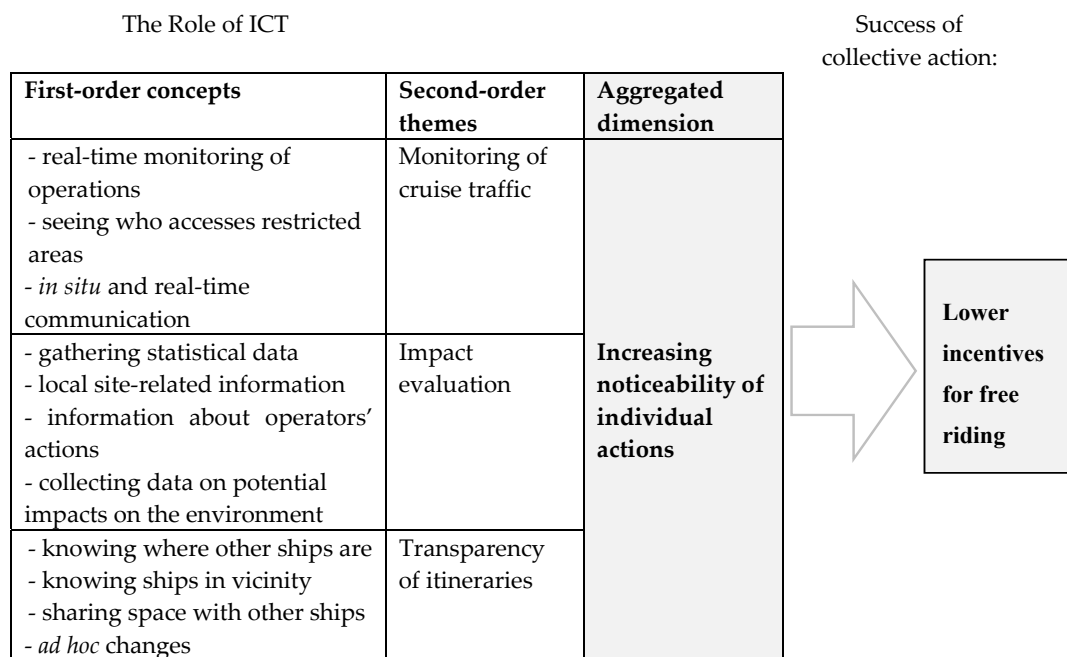 The Role of ICT
Success of
collective action:
First-order concepts
Second-order
themes
Aggregated
dimension
- real-time monitoring of
operations
- seeing who accesses restricted
areas
- in situ and real-time
communication
Monitoring of
cruise traffic
- gathering statistical data
- local site-related information
- information about operators’
actions
- collecting data on potential
impacts on the environment
Impact
evaluation
- knowing where other ships are
- knowing ships in vicinity
- sharing space with other ships
- ad hoc changes
Transparency
of itineraries
Increasing
noticeability of
individual
actions
Lower
incentives
for free
riding